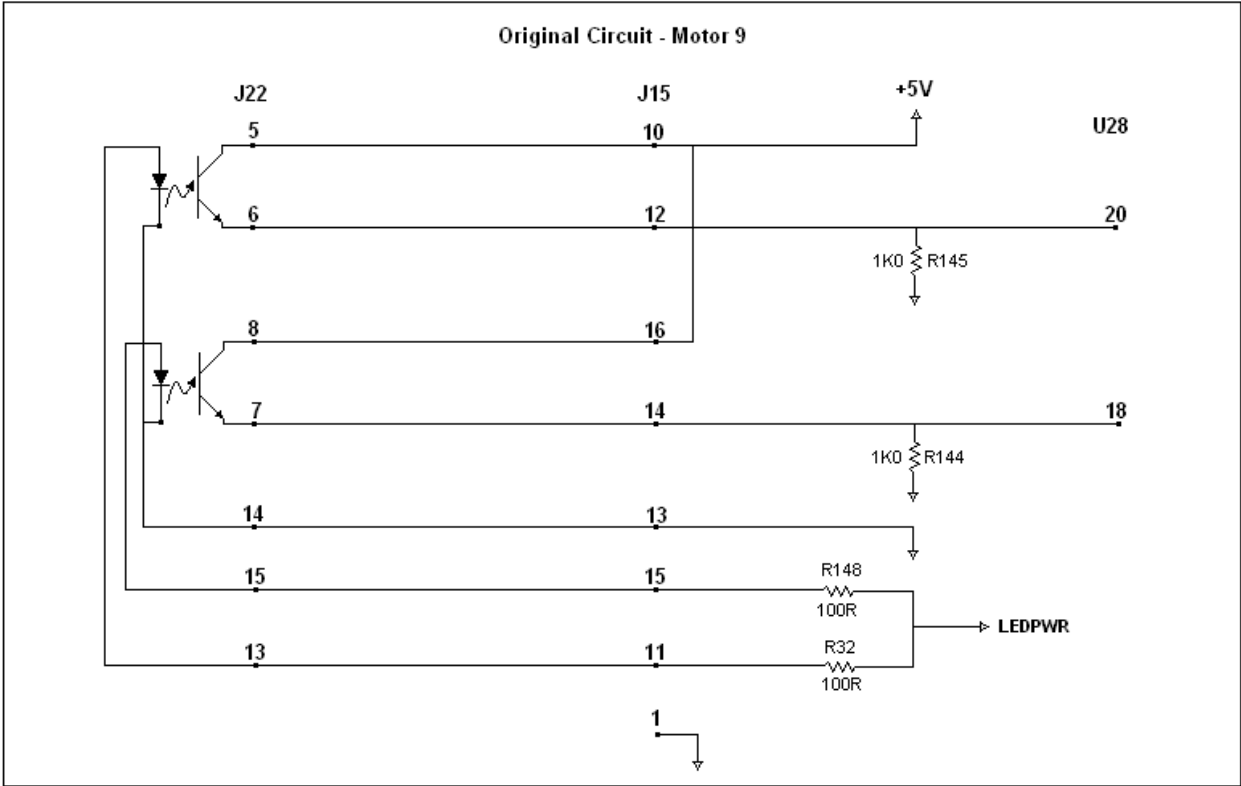 Original Circuit - Motor 9
J22 J15 +5V U28
5 10
6 12 20
1K0 R145
8 16
7 14 18
1K0 R144
14 13
15 15 R148
100R
LEDPWR
13 11 R32
100R
1